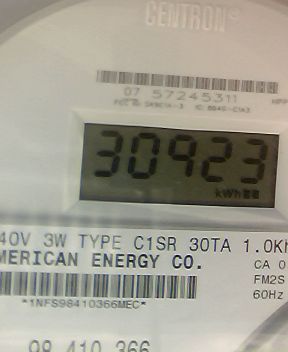 CENTRON®
07 57245311
30923
kWh
40V 3W TYPE C1SR 30TA 1.0K
MERICAN ENERGY CO.
CA 0
FM2S
60Hz
*1NFS98410366MEC*
98 410 366